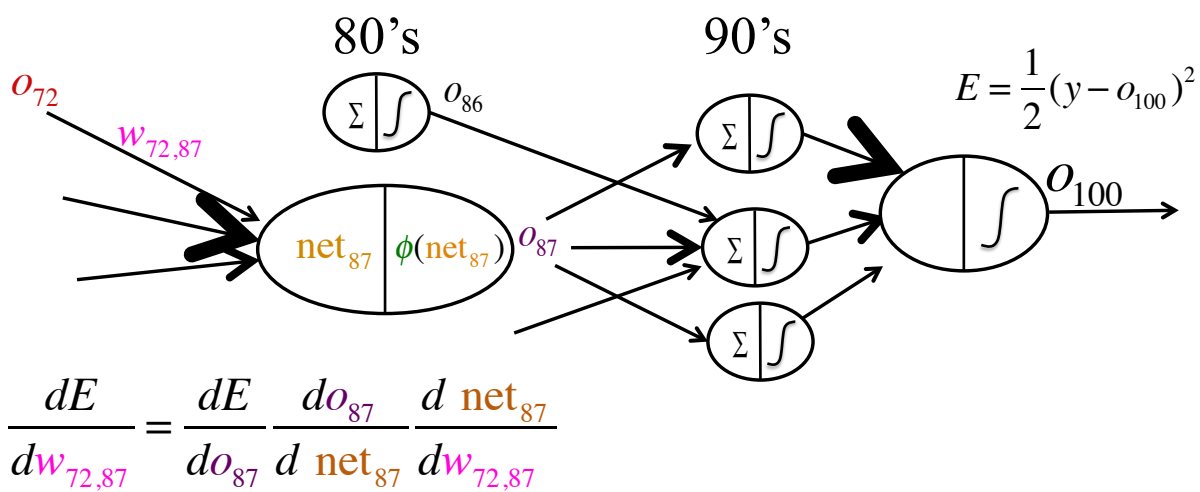 80's
90's
E = 1/2 (y − o₁₀₀)²
o₇₂
w₇₂,₈₇
Σ ∫
o₈₆
Σ ∫
net₈₇
ϕ(net₈₇)
o₈₇
Σ ∫
∫
o₁₀₀
Σ ∫
dE/dw₇₂,₈₇ = dE/do₈₇ do₈₇/d net₈₇ d net₈₇/dw₇₂,₈₇